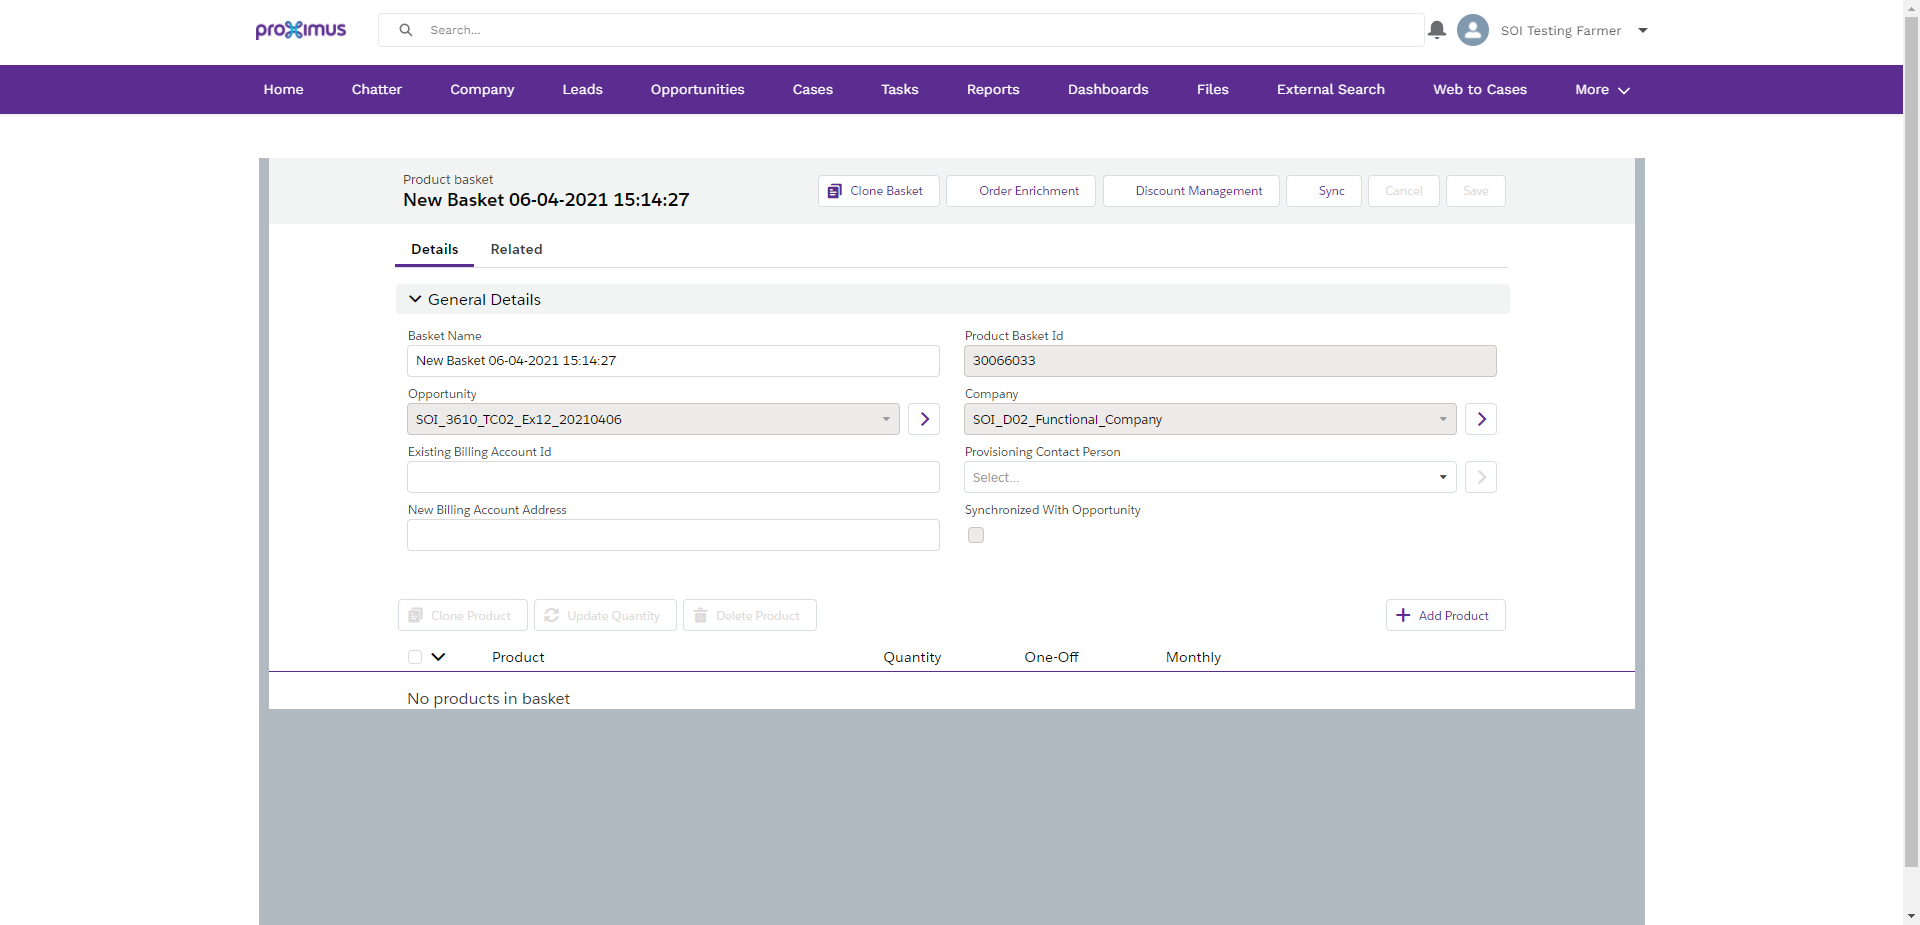 proximus
Search...
SOI Testing Farmer
Home Chatter Company Leads Opportunities Cases Tasks Reports Dashboards Files External Search Web to Cases More
Product basket
New Basket 06-04-2021 15:14:27
Clone Basket Order Enrichment Discount Management Sync Cancel Save
Details Related
General Details
Basket Name Product Basket Id
New Basket 06-04-2021 15:14:27 30066033
Opportunity Company
SOI_3610_TC02_Ex12_20210406 SOI_D02_Functional_Company
Existing Billing Account Id Provisioning Contact Person
Select...
New Billing Account Address Synchronized With Opportunity
Clone Product Update Quantity Delete Product Add Product
Product Quantity One-Off Monthly
No products in basket